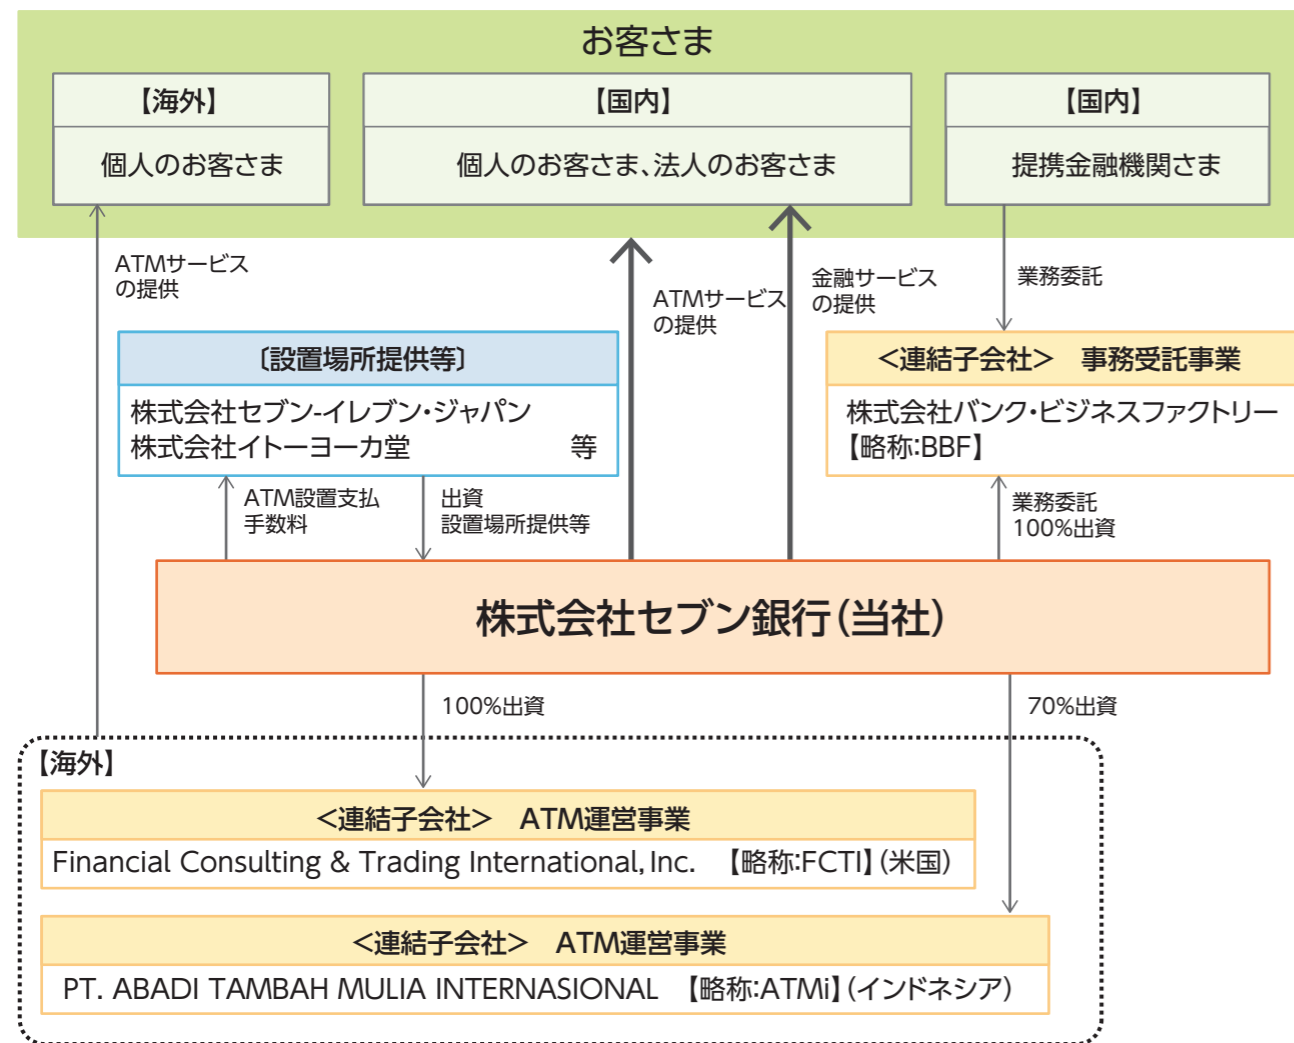 お客さま
【海外】
個人のお客さま
【国内】
個人のお客さま、法人のお客さま
【国内】
提携金融機関さま
ATMサービス
の提供
ATMサービス
の提供
金融サービス
の提供
業務委託
〔設置場所提供等〕
株式会社セブン-イレブン・ジャパン
株式会社イトーヨーカ堂 等
<連結子会社> 事務受託事業
株式会社バンク・ビジネスファクトリー
【略称:BBF】
ATM設置支払
手数料
出資
設置場所提供等
業務委託
100%出資
株式会社セブン銀行(当社)
100%出資
70%出資
【海外】
<連結子会社> ATM運営事業
Financial Consulting & Trading International, Inc. 【略称:FCTI】(米国)
<連結子会社> ATM運営事業
PT. ABADI TAMBAH MULIA INTERNASIONAL 【略称:ATMi】(インドネシア)